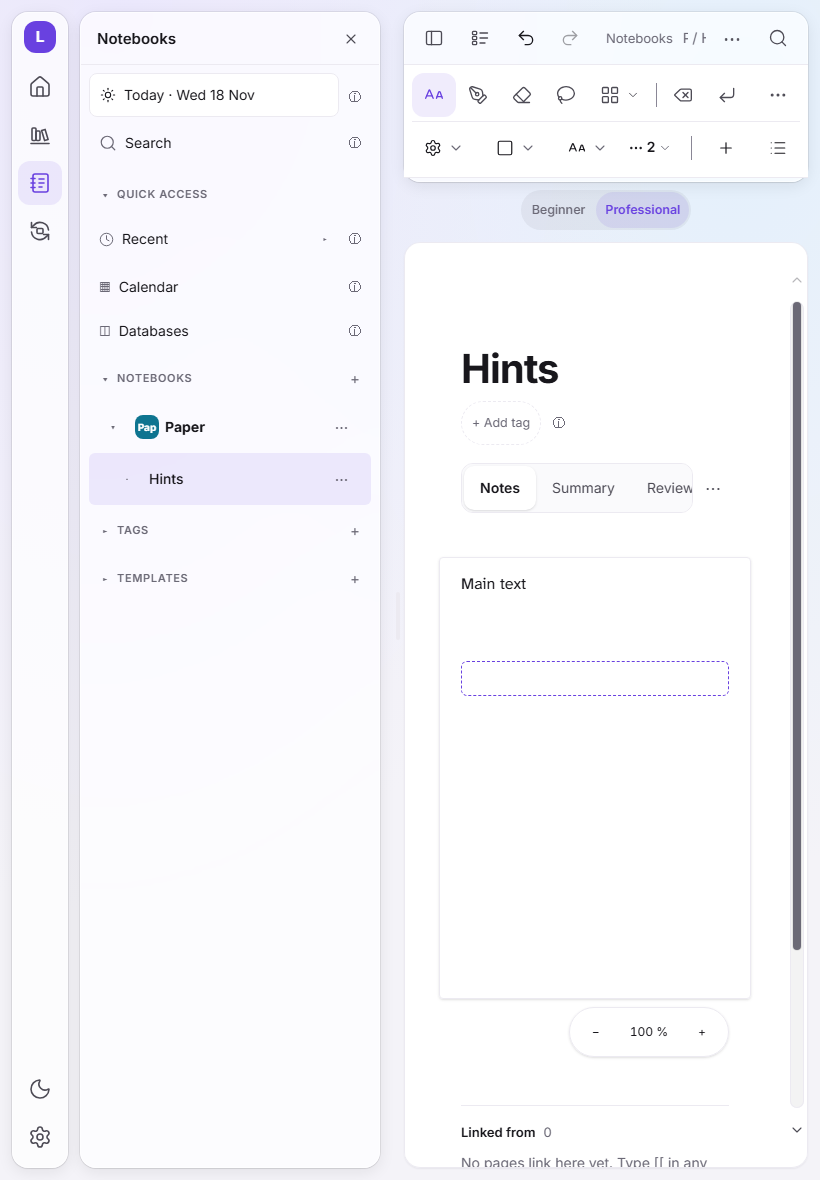 L
Notebooks
Today · Wed 18 Nov
Search
QUICK ACCESS
Recent
Calendar
Databases
NOTEBOOKS
Pap Paper
Hints
TAGS
TEMPLATES
Notebooks / 
AA
AA
2
Beginner Professional
Hints
+ Add tag
Notes Summary Review
Main text
− 100 % +
Linked from 0
No pages link here yet. Type [[ in any